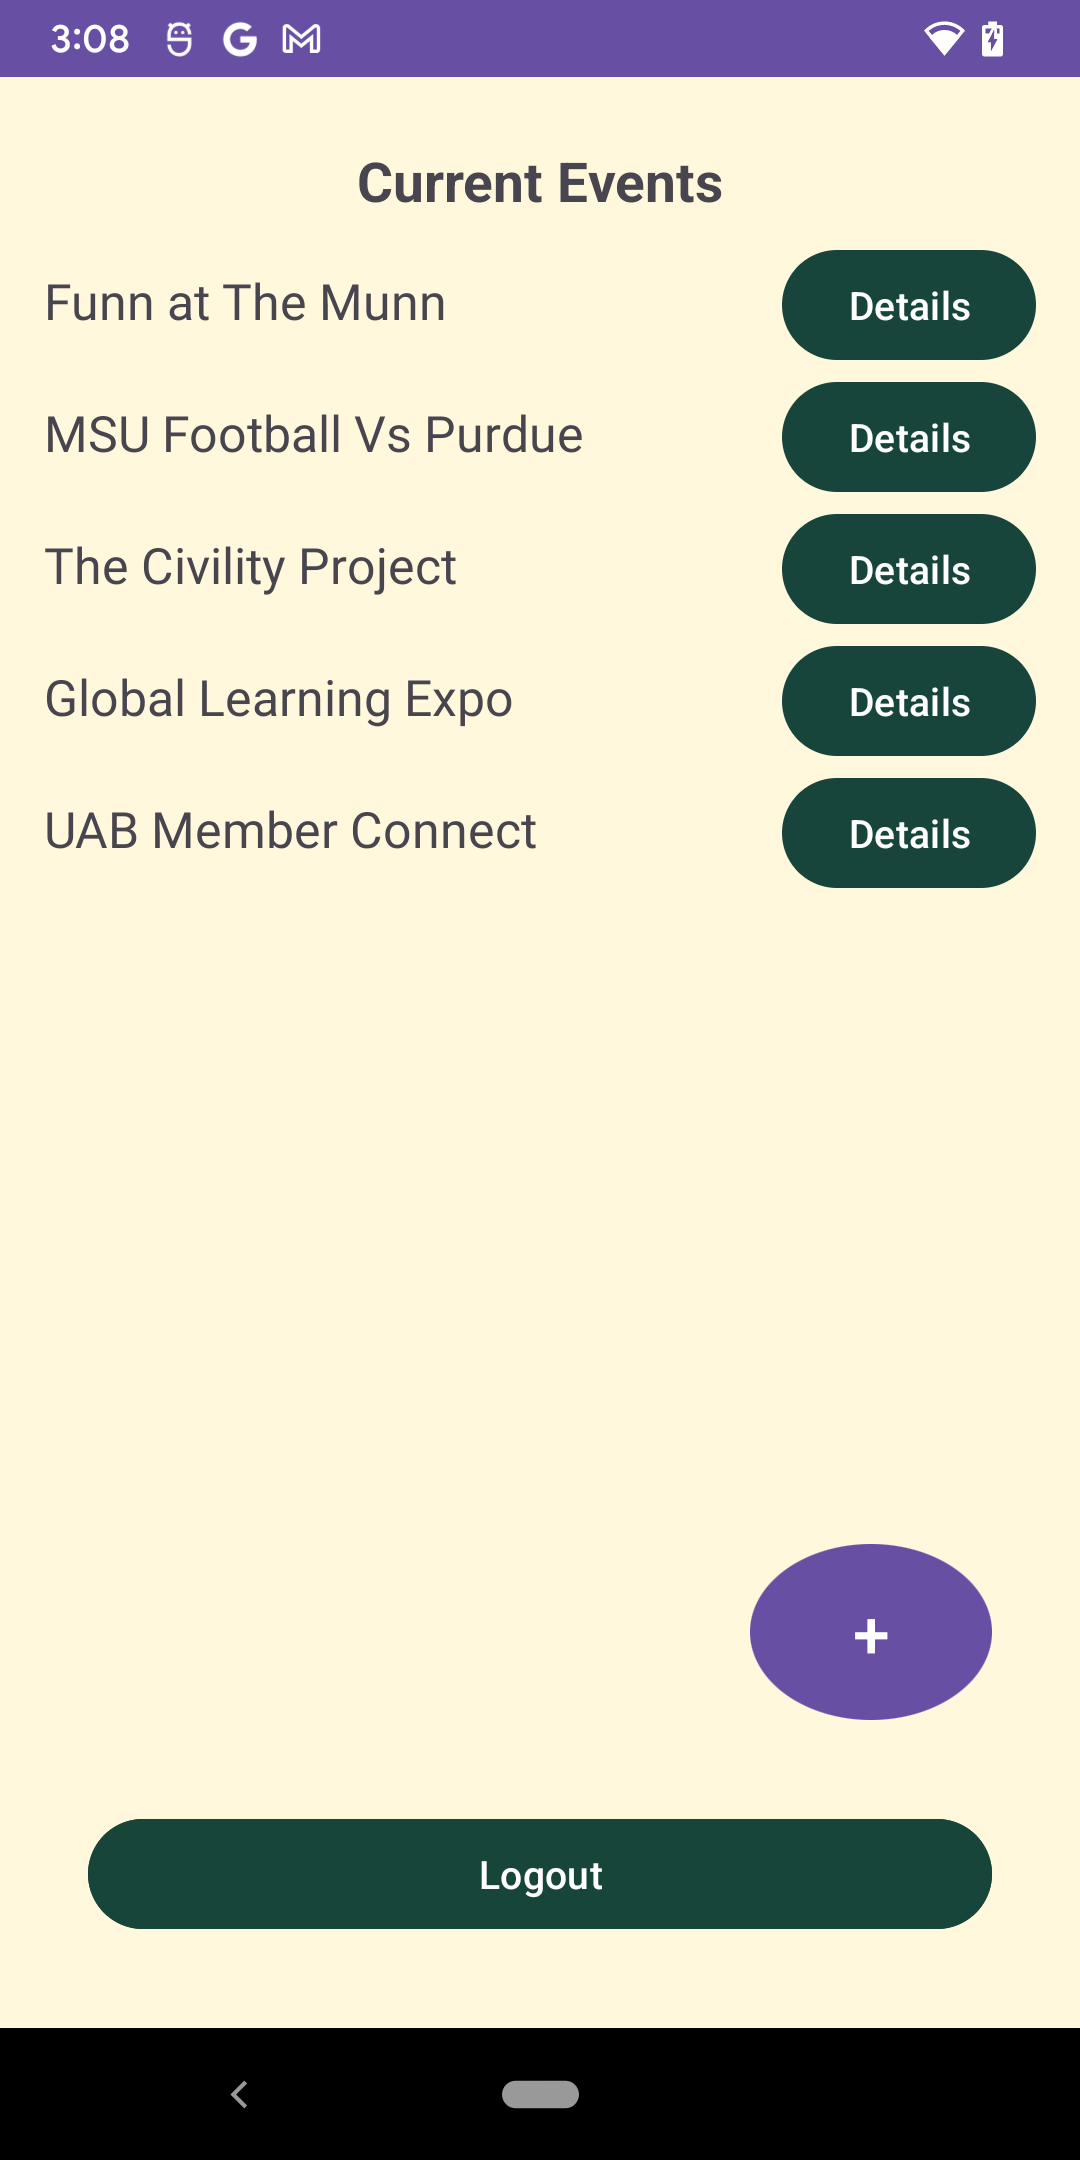 3:08
Current Events
Funn at The Munn Details
MSU Football Vs Purdue Details
The Civility Project Details
Global Learning Expo Details
UAB Member Connect Details
+
Logout